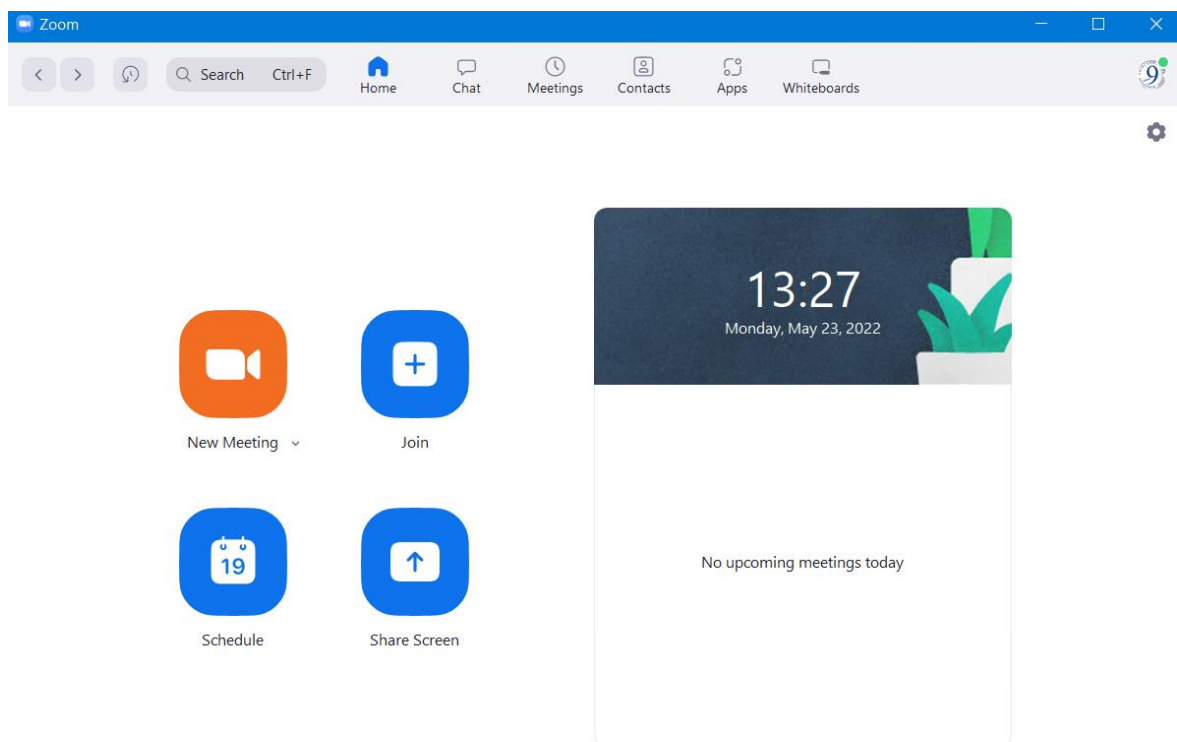 Zoom
Search Ctrl+F
Home
Chat
Meetings
Contacts
Apps
Whiteboards
9
13:27
Monday, May 23, 2022
New Meeting
Join
19
Schedule
Share Screen
No upcoming meetings today